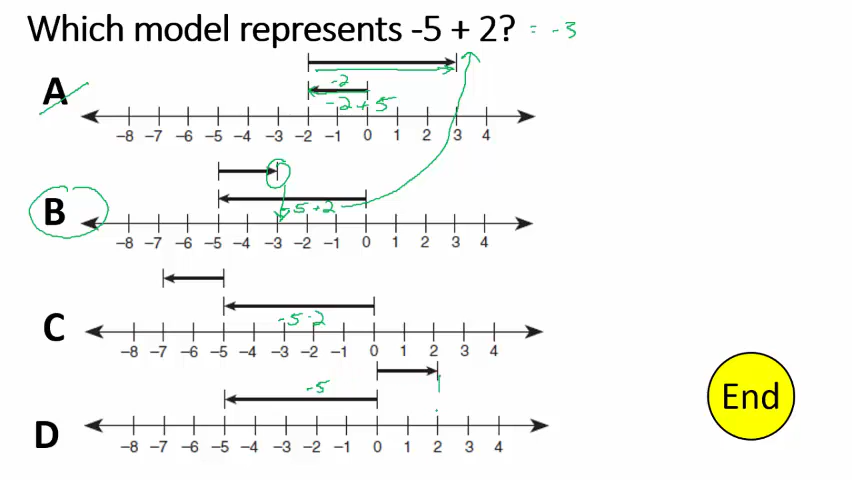 Which model represents -5 + 2? = -3
A
-2
-2 + 5
-8 -7 -6 -5 -4 -3 -2 -1 0 1 2 3 4
B
-5 + 2
-8 -7 -6 -5 -4 -3 -2 -1 0 1 2 3 4
C
-5 - 2
-8 -7 -6 -5 -4 -3 -2 -1 0 1 2 3 4
-5
D
-8 -7 -6 -5 -4 -3 -2 -1 0 1 2 3 4
End